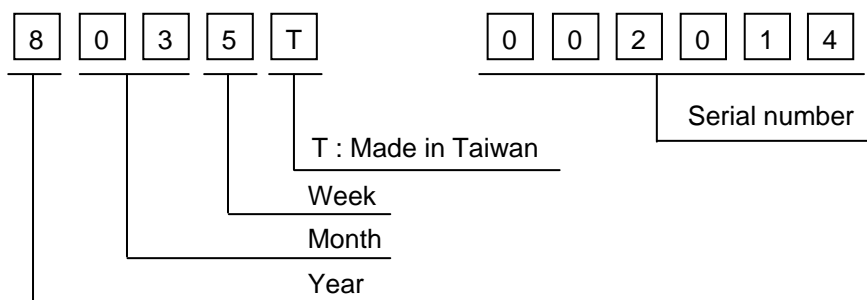 8 0 3 5 T 0 0 2 0 1 4
Serial number
T : Made in Taiwan
Week
Month
Year